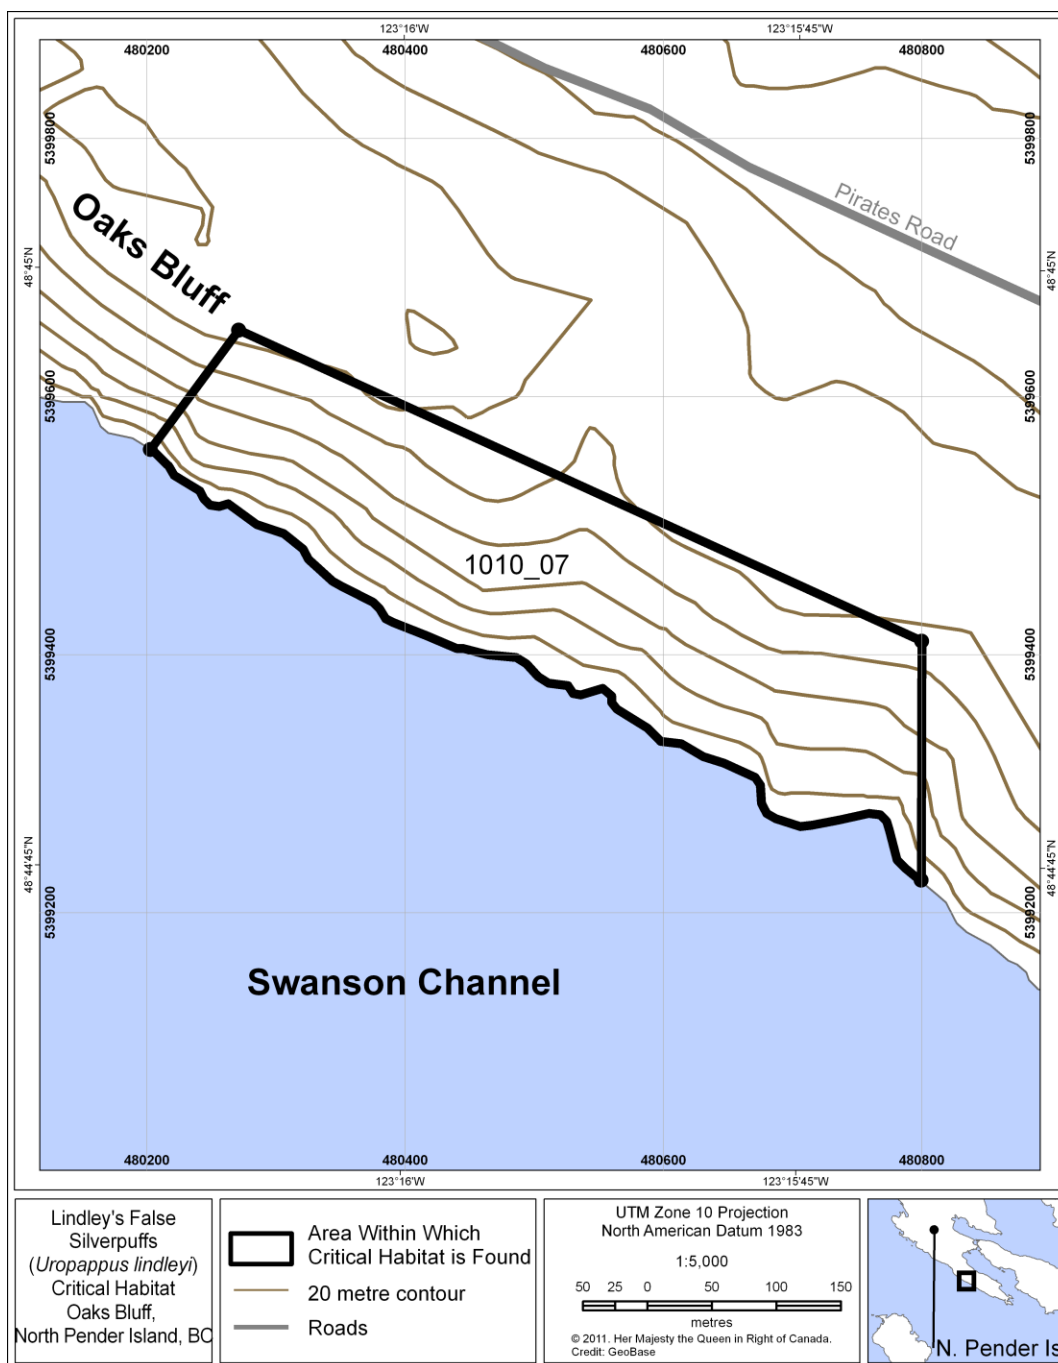 123°16'W
123°15'45"W
480200
480400
480600
480800
5399800
5399800
Pirates Road
Oaks Bluff
48°45'N
48°45'N
5399600
5399600
1010_07
5399400
5399400
48°44'45"N
48°44'45"N
5399200
5399200
Swanson Channel
480200
480400
480600
480800
123°16'W
123°15'45"W
Lindley's False
Silverpuffs
(Uropappus lindleyi)
Critical Habitat
Oaks Bluff,
North Pender Island, BC
Area Within Which
Critical Habitat is Found
20 metre contour
Roads
UTM Zone 10 Projection
North American Datum 1983
1:5,000
50 25 0 50 100 150
metres
© 2011. Her Majesty the Queen in Right of Canada.
Credit: GeoBase
N. Pender Is